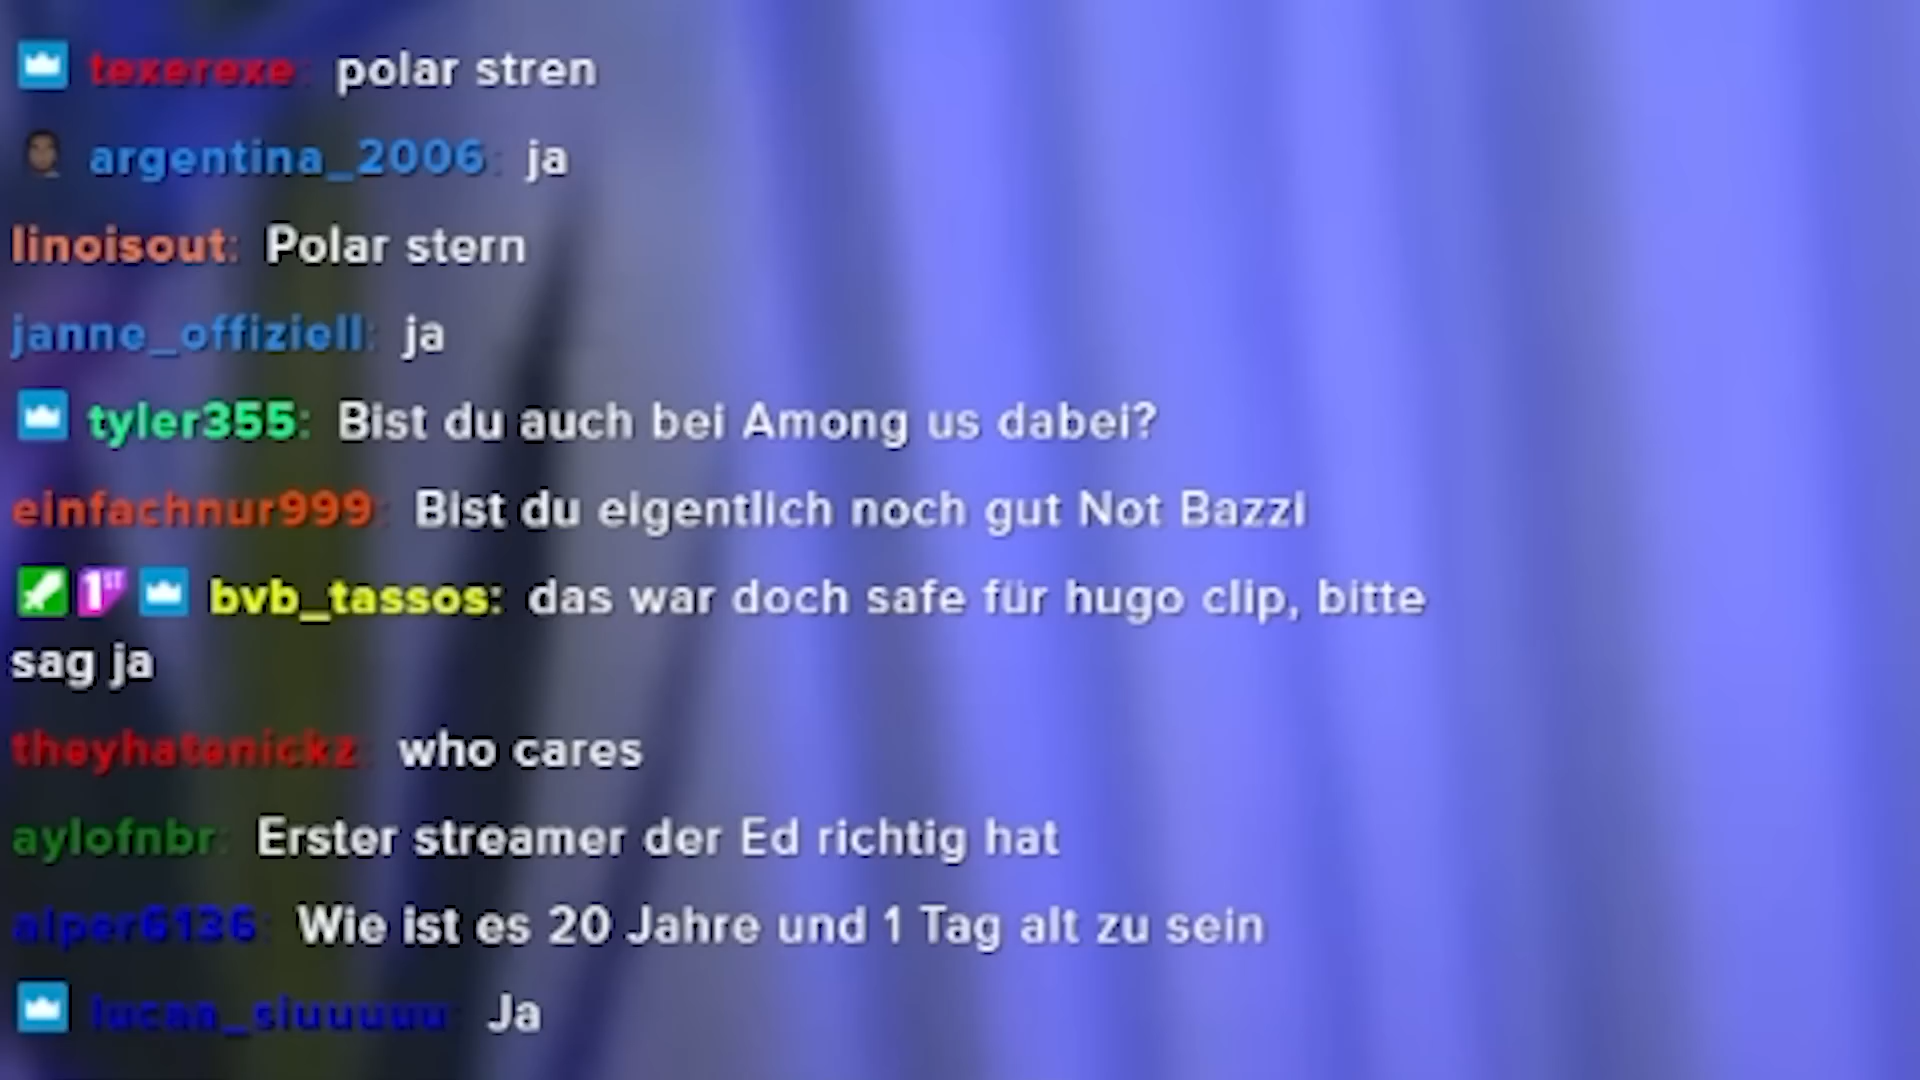 texerexe: polar stren
argentina_2006: ja
linoisout: Polar stern
janne_offiziell: ja
tyler355: Bist du auch bei Among us dabei?
einfachnur999: Bist du eigentlich noch gut Not Bazzi
1ST bvb_tassos: das war doch safe für hugo clip, bitte
sag ja
theyhatenickz: who cares
aylofnbr: Erster streamer der Ed richtig hat
alper6136: Wie ist es 20 Jahre und 1 Tag alt zu sein
Ja